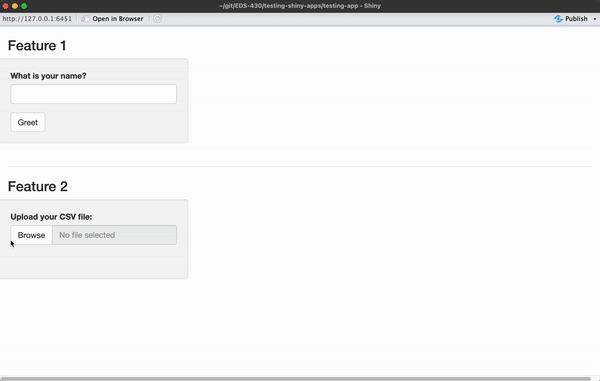 ~/git/EDS-430/testing-shiny-apps/testing-app - Shiny
http://127.0.0.1:6451 Open in Browser Publish
Feature 1
What is your name?
Greet
Feature 2
Upload your CSV file:
Browse No file selected